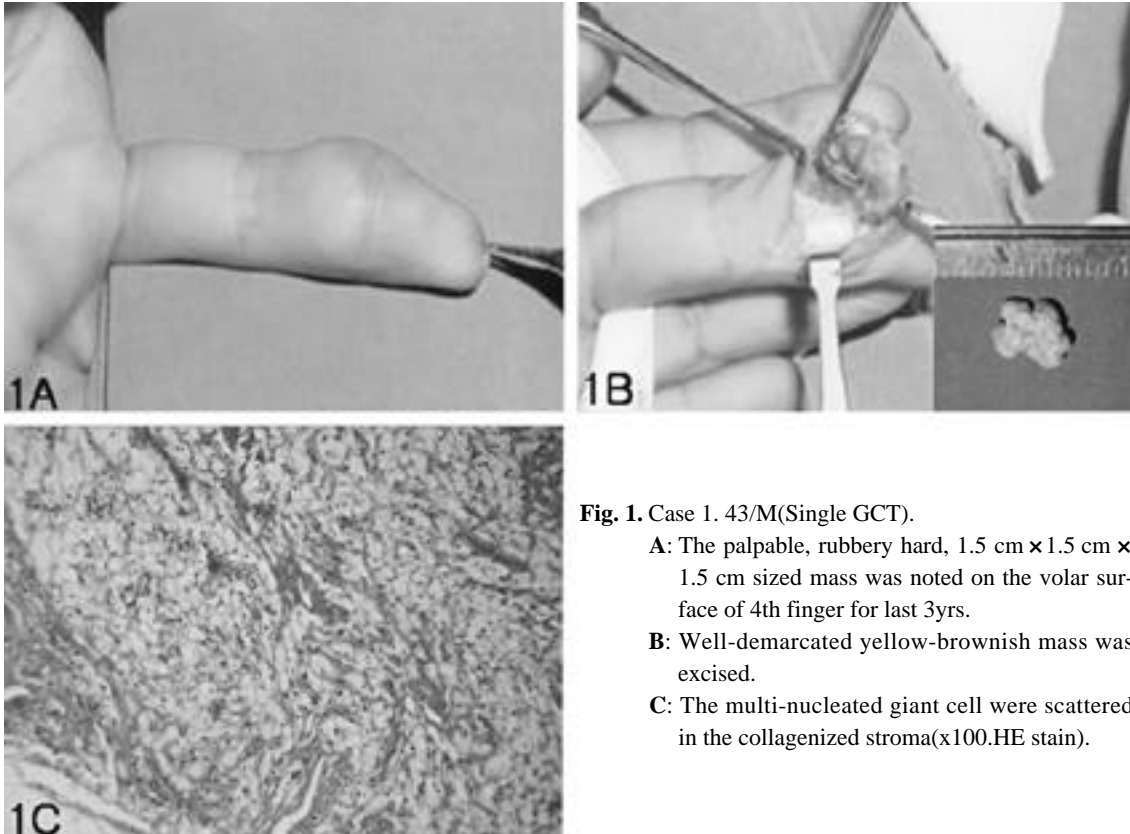 1A
1B
1C
Fig. 1. Case 1. 43/M(Single GCT).
A: The palpable, rubbery hard, 1.5 cm × 1.5 cm ×
1.5 cm sized mass was noted on the volar sur-
face of 4th finger for last 3yrs.
B: Well-demarcated yellow-brownish mass was
excised.
C: The multi-nucleated giant cell were scattered
in the collagenized stroma(x100.HE stain).